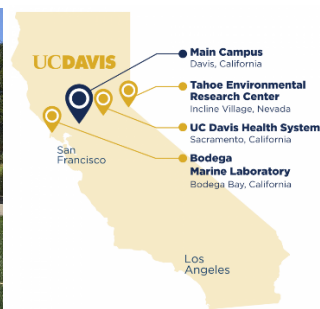 UCDAVIS
Main Campus
Davis, California
Tahoe Environmental
Research Center
Incline Village, Nevada
UC Davis Health System
Sacramento, California
Bodega
Marine Laboratory
Bodega Bay, California
San
Francisco
Los
Angeles